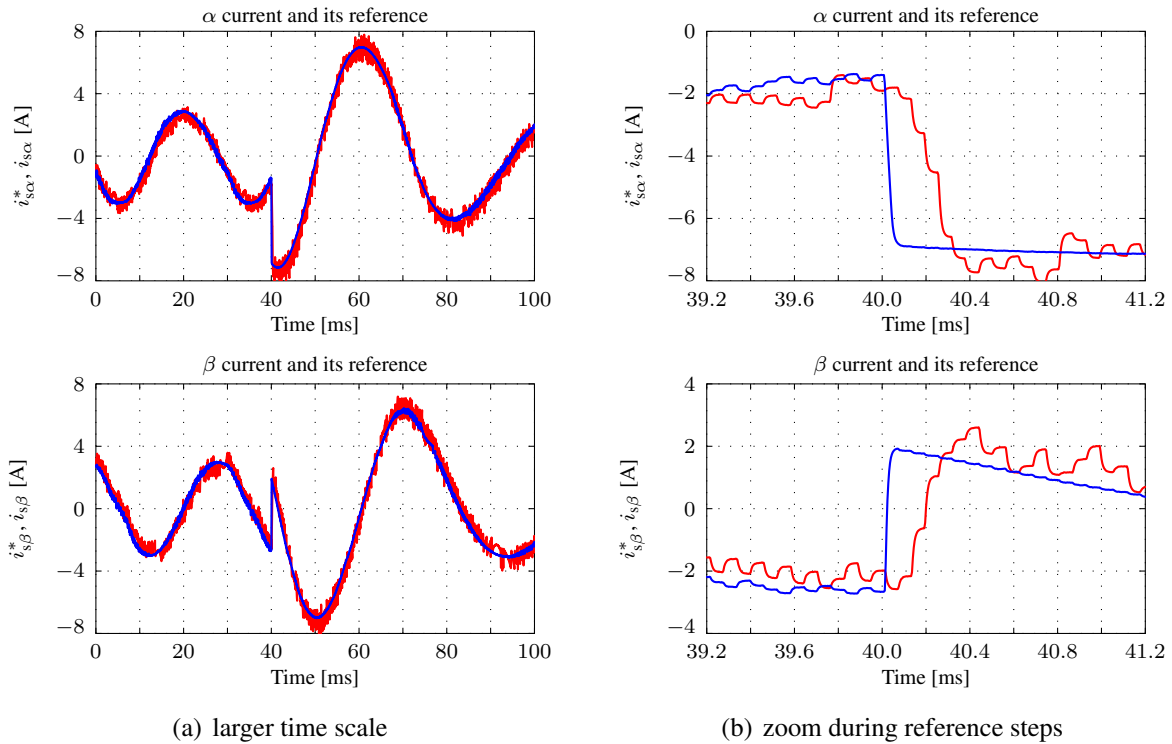 α current and its reference
8
4
0
−4
−8
i*sα, isα [A]
0 20 40 60 80 100
Time [ms]
α current and its reference
0
−2
−4
−6
−8
i*sα, isα [A]
39.2 39.6 40.0 40.4 40.8 41.2
Time [ms]
β current and its reference
8
4
0
−4
−8
i*sβ, isβ [A]
0 20 40 60 80 100
Time [ms]
β current and its reference
4
2
0
−2
−4
i*sβ, isβ [A]
39.2 39.6 40.0 40.4 40.8 41.2
Time [ms]
(a) larger time scale
(b) zoom during reference steps